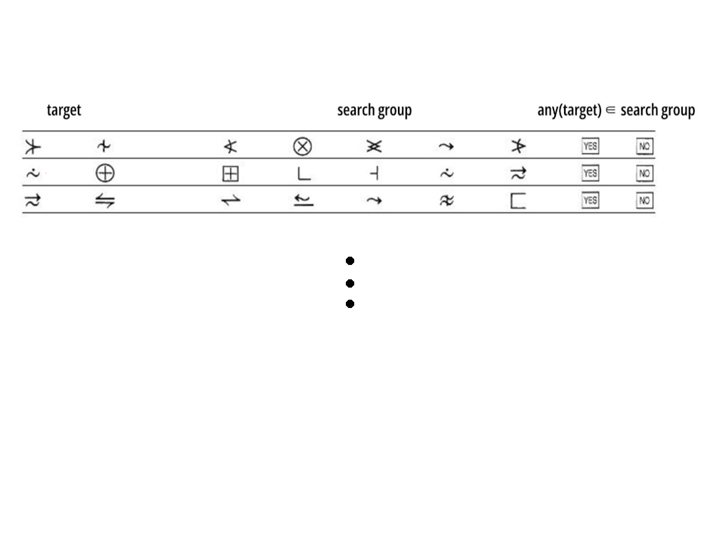 target search group any(target) ∈ search group
YES NO
YES NO
YES NO